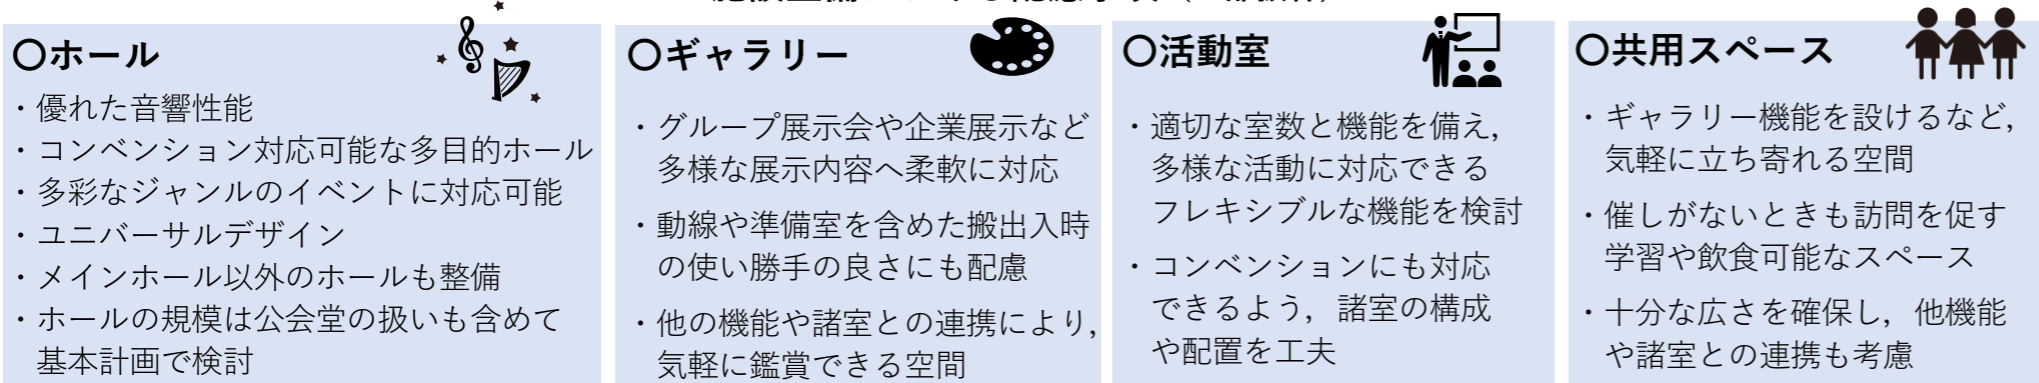 〇ホール
・優れた音響性能
・コンベンション対応可能な多目的ホール
・多彩なジャンルのイベントに対応可能
・ユニバーサルデザイン
・メインホール以外のホールも整備
・ホールの規模は公会堂の扱いも含めて
基本計画で検討
〇ギャラリー
・グループ展示会や企業展示など
多様な展示内容へ柔軟に対応
・動線や準備室を含めた搬出入時
の使い勝手の良さにも配慮
・他の機能や諸室との連携により,
気軽に鑑賞できる空間
〇活動室
・適切な室数と機能を備え,
多様な活動に対応できる
フレキシブルな機能を検討
・コンベンションにも対応
できるよう, 諸室の構成
や配置を工夫
〇共用スペース
・ギャラリー機能を設けるなど,
気軽に立ち寄れる空間
・催しがないときも訪問を促す
学習や飲食可能なスペース
・十分な広さを確保し, 他機能
や諸室との連携も考慮